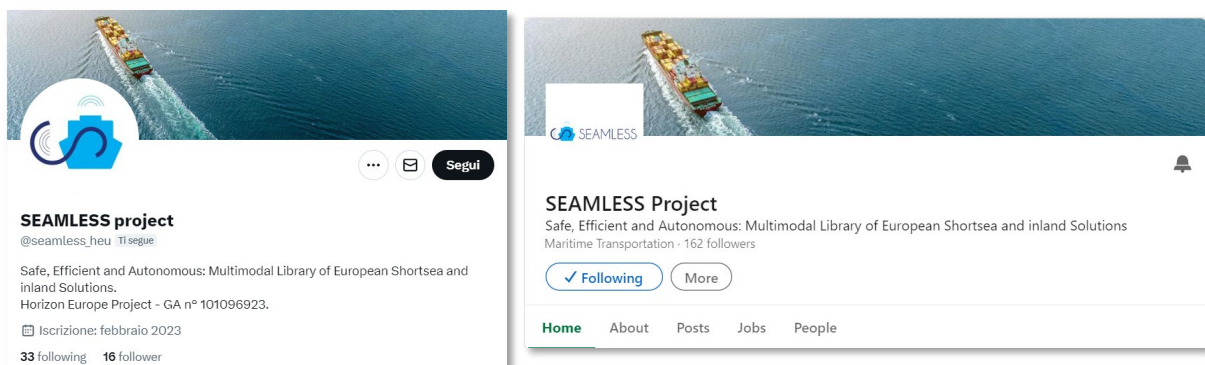 Segui
SEAMLESS project
@seamless_heu Ti segue
Safe, Efficient and Autonomous: Multimodal Library of European Shortsea and
inland Solutions.
Horizon Europe Project - GA nº 101096923.
Iscrizione: febbraio 2023
33 following 16 follower
SEAMLESS
SEAMLESS Project
Safe, Efficient and Autonomous: Multimodal Library of European Shortsea and inland Solutions
Maritime Transportation · 162 followers
Following More
Home About Posts Jobs People